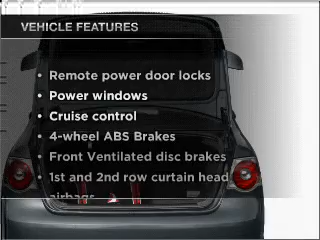 VEHICLE FEATURES
• Remote power door locks
• Power windows
• Cruise control
• 4-wheel ABS Brakes
• Front Ventilated disc brakes
• 1st and 2nd row curtain head
airbags